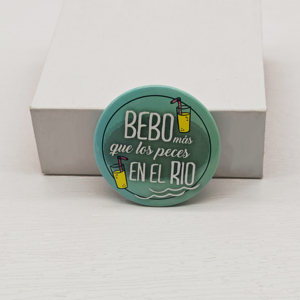 BEBO
más
que los peces
EN EL RIO